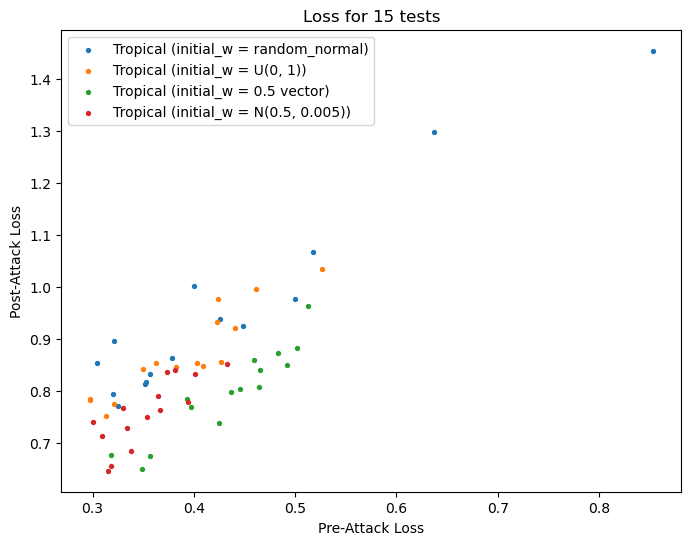 Loss for 15 tests
Tropical (initial_w = random_normal)
Tropical (initial_w = U(0, 1))
Tropical (initial_w = 0.5 vector)
Tropical (initial_w = N(0.5, 0.005))
1.4
1.3
1.2
1.1
1.0
0.9
0.8
0.7
Post-Attack Loss
0.3 0.4 0.5 0.6 0.7 0.8
Pre-Attack Loss